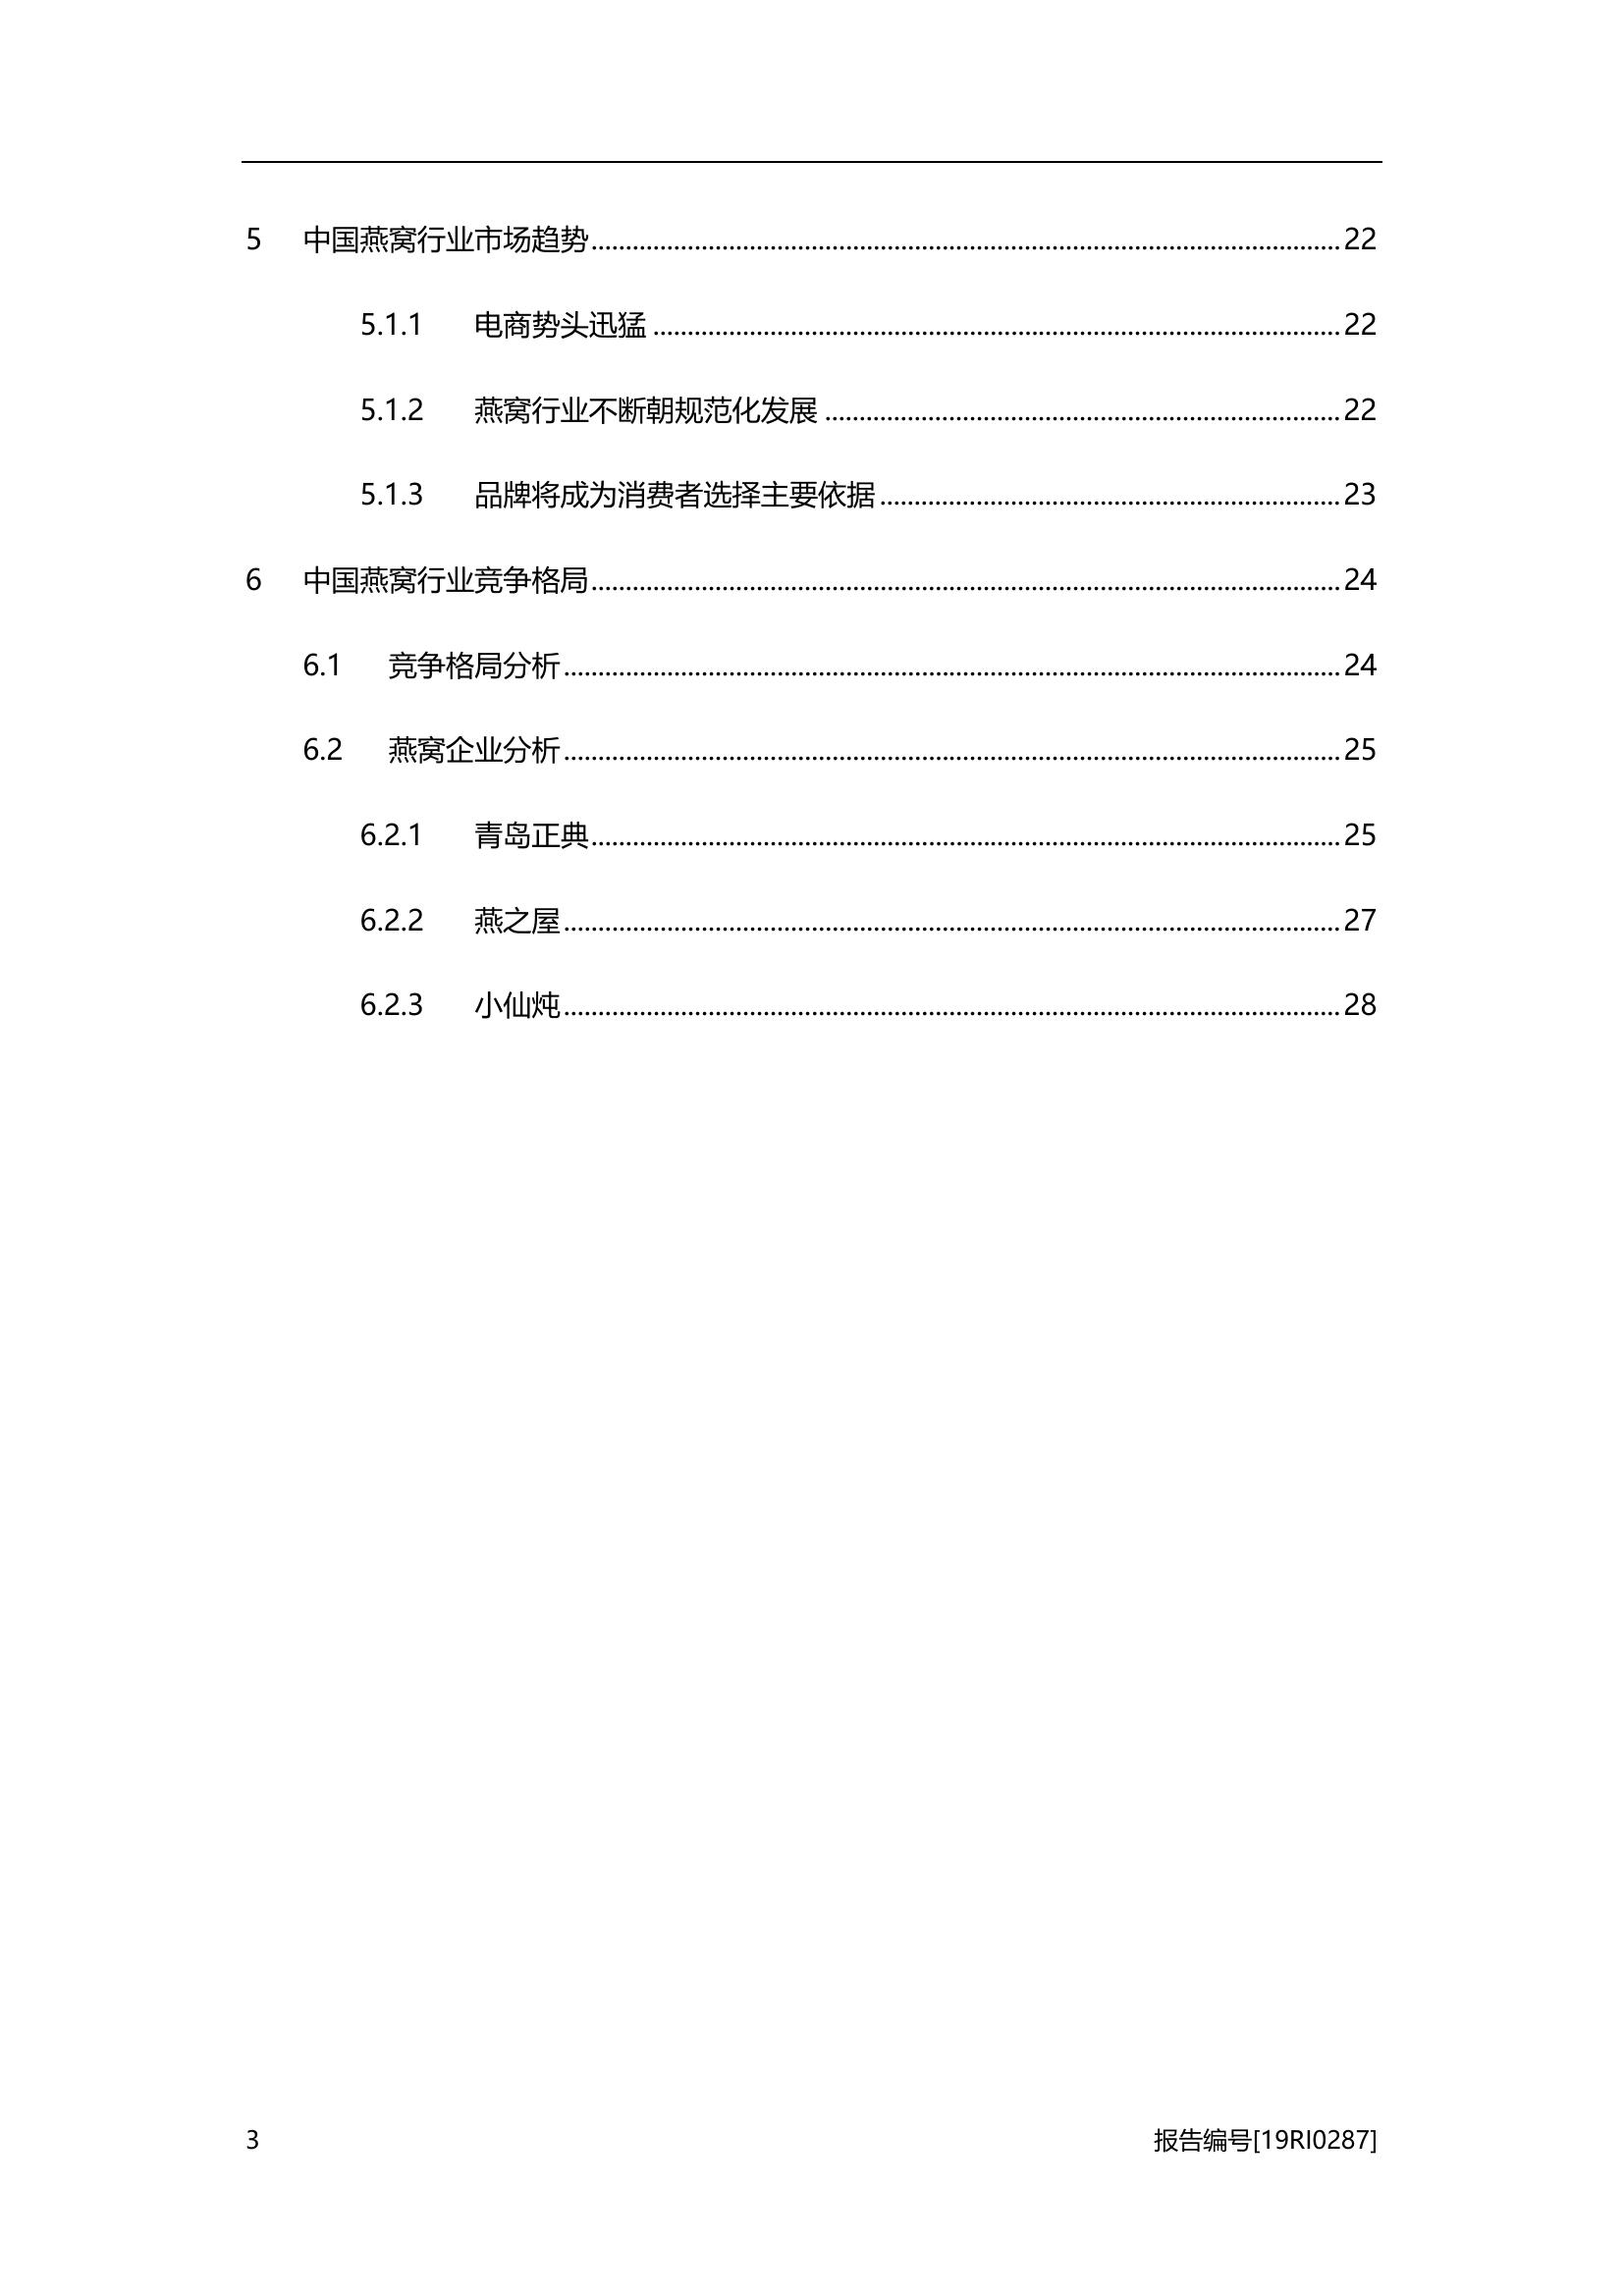 5 中国燕窝行业市场趋势 22
5.1.1 电商势头迅猛 22
5.1.2 燕窝行业不断朝规范化发展 22
5.1.3 品牌将成为消费者选择主要依据 23
6 中国燕窝行业竞争格局 24
6.1 竞争格局分析 24
6.2 燕窝企业分析 25
6.2.1 青岛正典 25
6.2.2 燕之屋 27
6.2.3 小仙炖 28
3 报告编号[19RI0287]